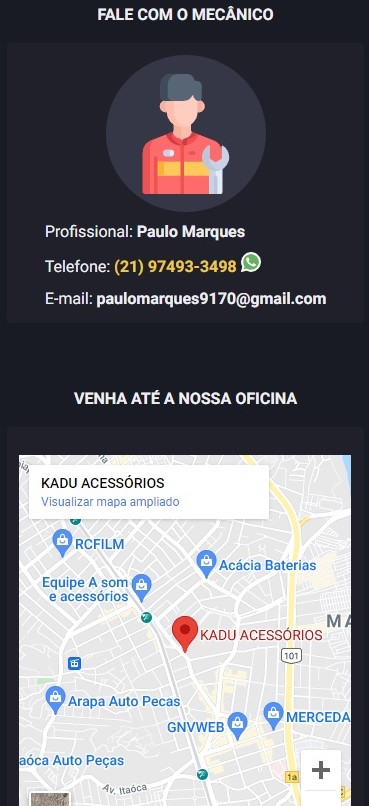 FALE COM O MECÂNICO
Profissional: Paulo Marques
Telefone: (21) 97493-3498
E-mail: paulomarques9170@gmail.com
VENHA ATÉ A NOSSA OFICINA
KADU ACESSÓRIOS
Visualizar mapa ampliado
RCFILM
Acácia Baterias
Equipe A som
e acessórios
KADU ACESSÓRIOS
MA
101
Arapa Auto Pecas
GNVWEB
MERCEDA
aóca Auto Peças
Av. Itaóca
1a
+